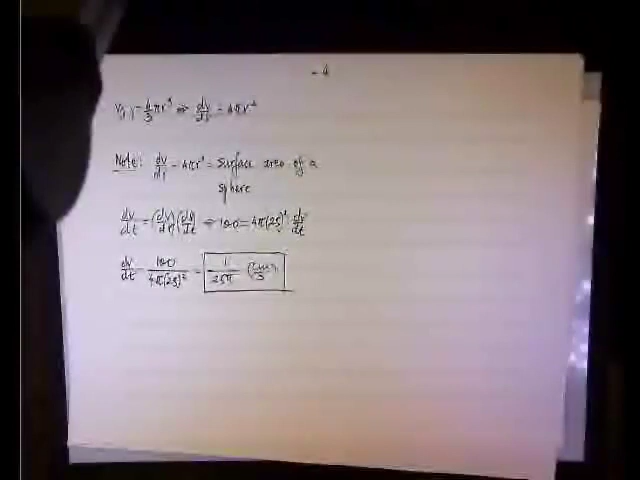 - 4
V(r) = 4/3 πr³ ⇒ dv/dr = 4πr²
Note: dv/dr = 4πr² = Surface area of a
sphere
dv/dt = (dv/dr)(dr/dt) ⇒ 100 = 4π(25)² · dr/dt
dr/dt = 100/4π(25)² = 1/25π (cm/s)